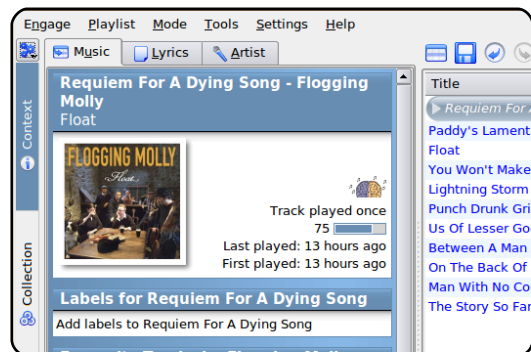 Engage Playlist Mode Tools Settings Help
Music Lyrics Artist
Context
Collection
Requiem For A Dying Song - Flogging
Molly
Float
FLOGGING MOLLY
Float
Track played once
75
Last played: 13 hours ago
First played: 13 hours ago
Labels for Requiem For A Dying Song
Add labels to Requiem For A Dying Song
Title
Requiem For
Paddy's Lament
Float
You Won't Make
Lightning Storm
Punch Drunk
Us Of Lesser
Between A Man
On The Back Of
Man With No
The Story So